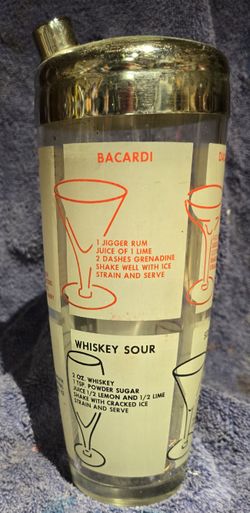 BACARDI
1 JIGGER RUM
JUICE OF 1 LIME
2 DASHES GRENADINE
SHAKE WELL WITH ICE
STRAIN AND SERVE
WHISKEY SOUR
2 OZ. WHISKEY
1 TSP. POWDER SUGAR
JUICE 1/2 LEMON AND 1/2 LIME
SHAKE WITH CRACKED ICE
STRAIN AND SERVE